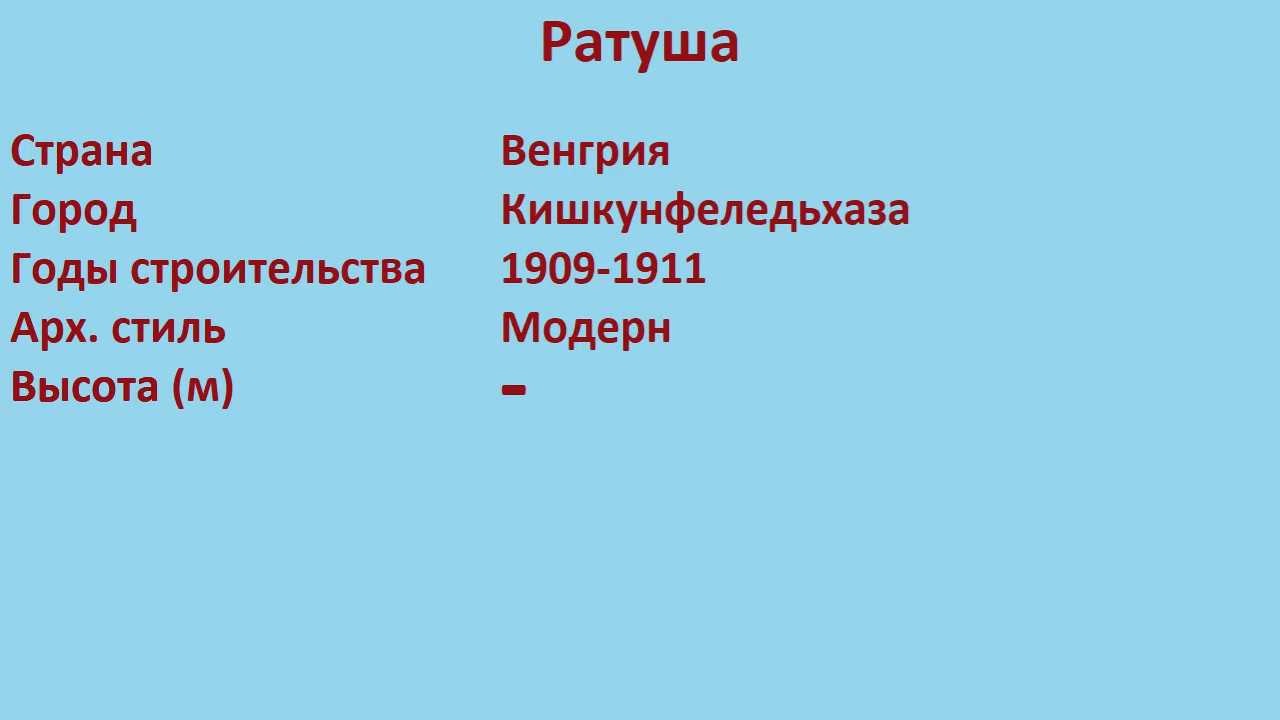 Ратуша
Страна Венгрия
Город Кишкунфеледьхаза
Годы строительства 1909-1911
Арх. стиль Модерн
Высота (м) -